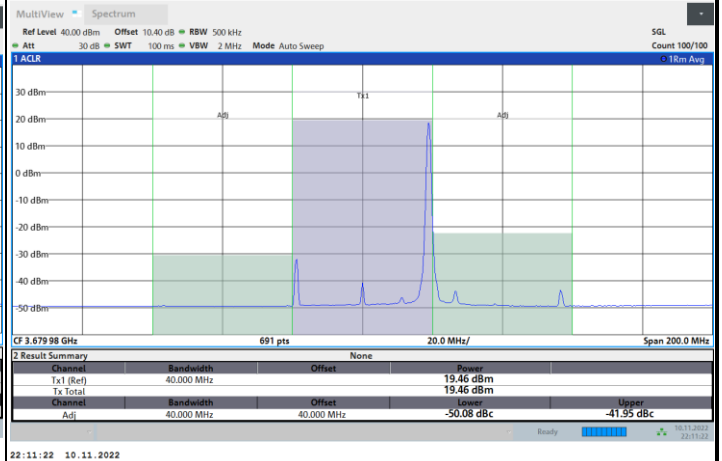 MultiView Spectrum
Ref Level 40.00 dBm Offset 10.40 dB RBW 500 kHz SGL
Att 30 dB SWT 100 ms VBW 2 MHz Mode Auto Sweep Count 100/100
1 ACLR 1Rm Avg
30 dBm
Tx1
20 dBm Adj Adj
10 dBm
0 dBm
-10 dBm
-20 dBm
-30 dBm
-40 dBm
-50 dBm
CF 3.679 98 GHz 691 pts 20.0 MHz/ Span 200.0 MHz
2 Result Summary None
Channel Bandwidth Offset Power
Tx1 (Ref) 40.000 MHz 19.46 dBm
Tx Total 19.46 dBm
Channel Bandwidth Offset Lower Upper
Adj 40.000 MHz 40.000 MHz -50.08 dBc -41.95 dBc
Ready 10.11.2022
22:11:22
22:11:22 10.11.2022